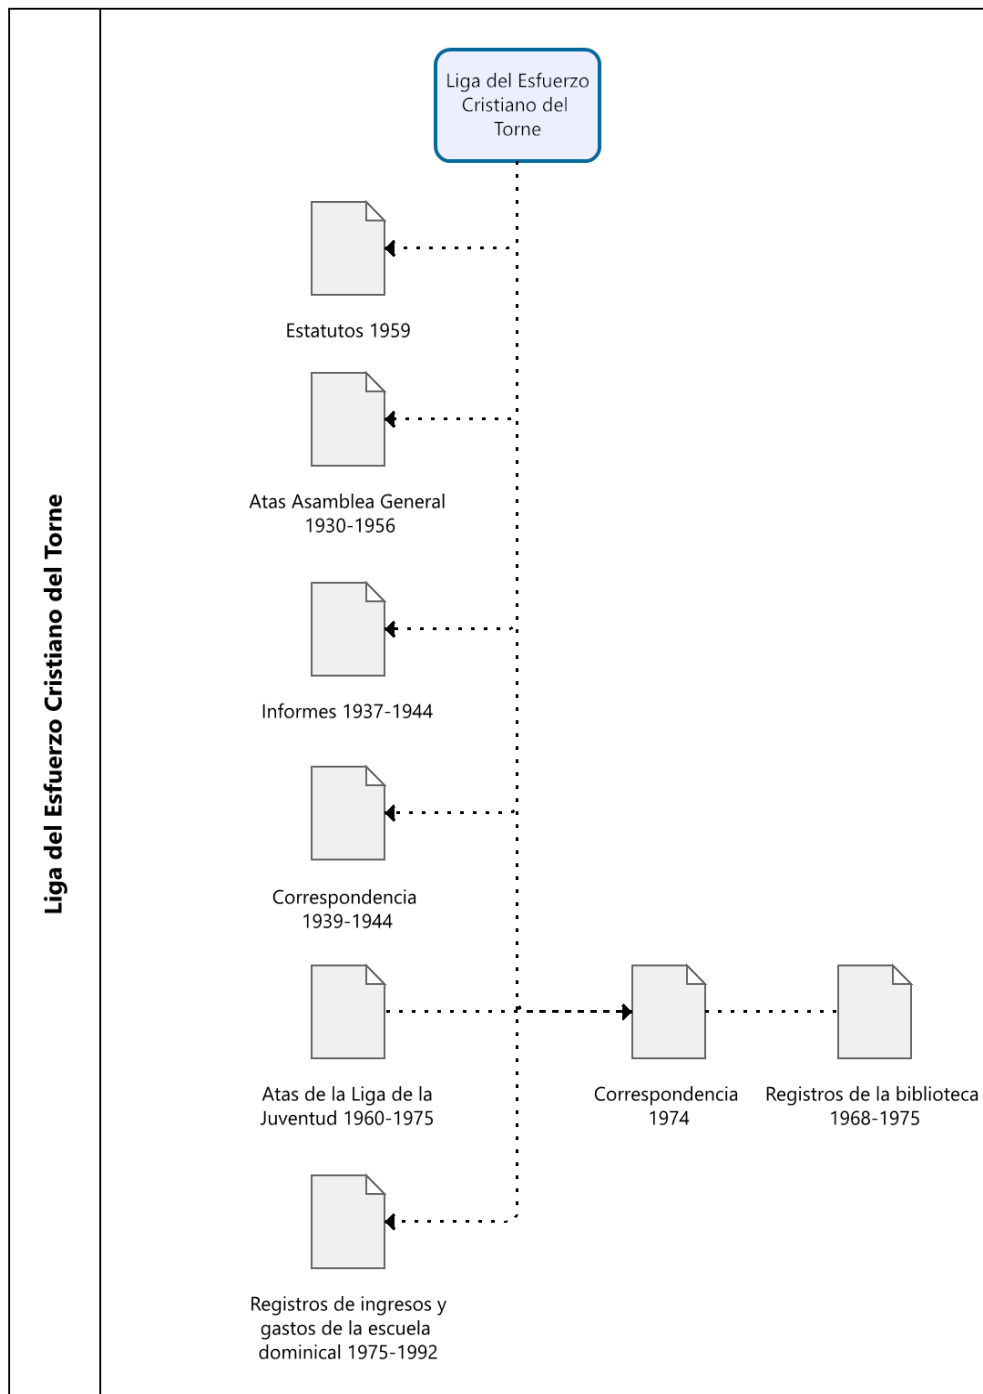 Liga del Esfuerzo Cristiano del Torne
Liga del Esfuerzo
Cristiano del
Torne
Estatutos 1959
Atas Asamblea General
1930-1956
Informes 1937-1944
Correspondencia
1939-1944
Atas de la Liga de la
Juventud 1960-1975
Correspondencia
1974
Registros de la biblioteca
1968-1975
Registros de ingresos y
gastos de la escuela
dominical 1975-1992